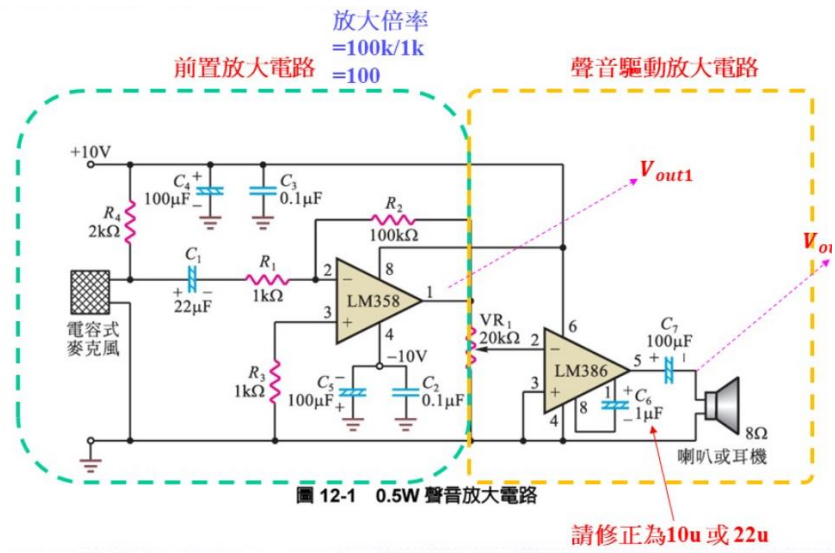 放大倍率
=100k/1k
=100
前置放大電路
聲音驅動放大電路
+10V
C4
100μF
+
−
C3
0.1μF
Vout1
R4
2kΩ
R2
100kΩ
Vou
C1
+ −
22μF
R1
1kΩ
2
−
8
LM358
1
3
+
4
−10V
電容式
麥克風
R3
1kΩ
C5
100μF
−
+
C2
0.1μF
VR1
20kΩ
2
−
6
LM386
5
3
+
4
8
1
C7
100μF
+
−
C6
1μF
+
−
8Ω
喇叭或耳機
圖 12-1 0.5W 聲音放大電路
請修正為10u 或 22u